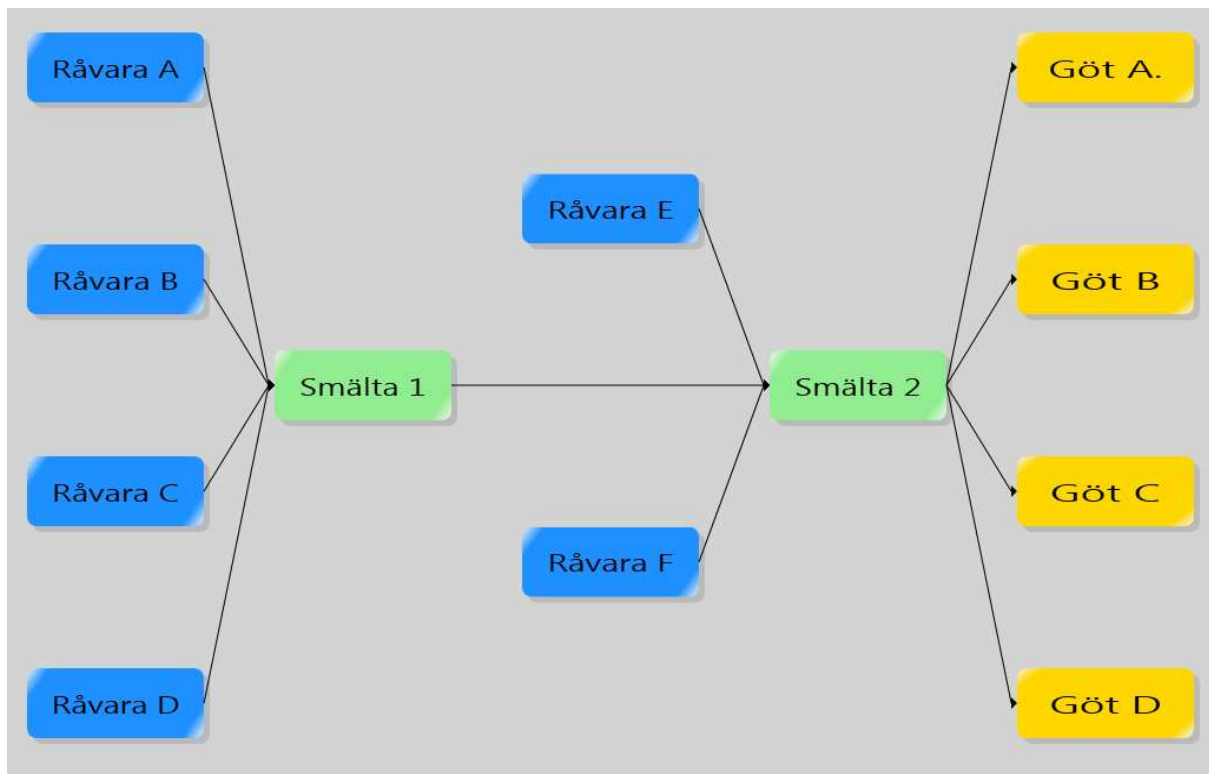 Råvara A
Råvara B
Råvara C
Råvara D
Smälta 1
Råvara E
Råvara F
Smälta 2
Göt A.
Göt B
Göt C
Göt D